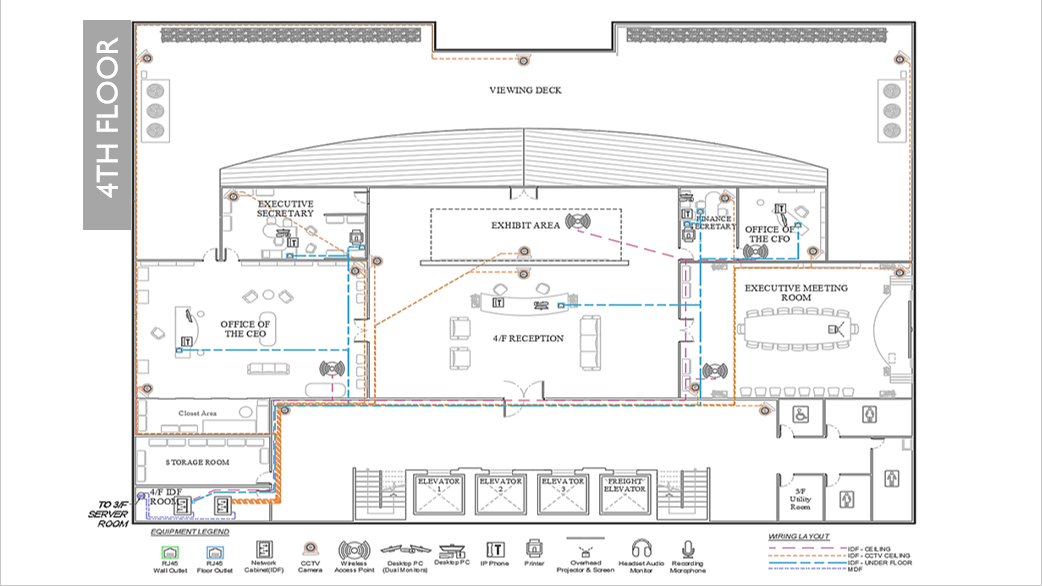 4TH FLOOR
VIEWING DECK
EXECUTIVE
SECRETARY
EXHIBIT AREA
FINANCE
SECRETARY
OFFICE OF
THE CFO
EXECUTIVE MEETING
ROOM
OFFICE OF
THE CEO
4/F RECEPTION
Closet Area
STORAGE ROOM
4/F IDF
ROOM
TO 3/F
SERVER
ROOM
ELEVATOR
1
ELEVATOR
2
ELEVATOR
3
FREIGHT
ELEVATOR
3/F
Utility
Room
EQUIPMENT LEGEND
RJ45
Wall Outlet
RJ45
Floor Outlet
Network
Cabinet(IDF)
CCTV
Camera
Wireless
Access Point
Desktop PC
(Dual Monitors)
Desktop PC
IP Phone
Printer
Overhead
Projector & Screen
Headset Audio
Monitor
Recording
Microphone
WIRING LAYOUT
IDF - CEILING
IDF - CCTV CEILING
IDF - UNDER FLOOR
MDF